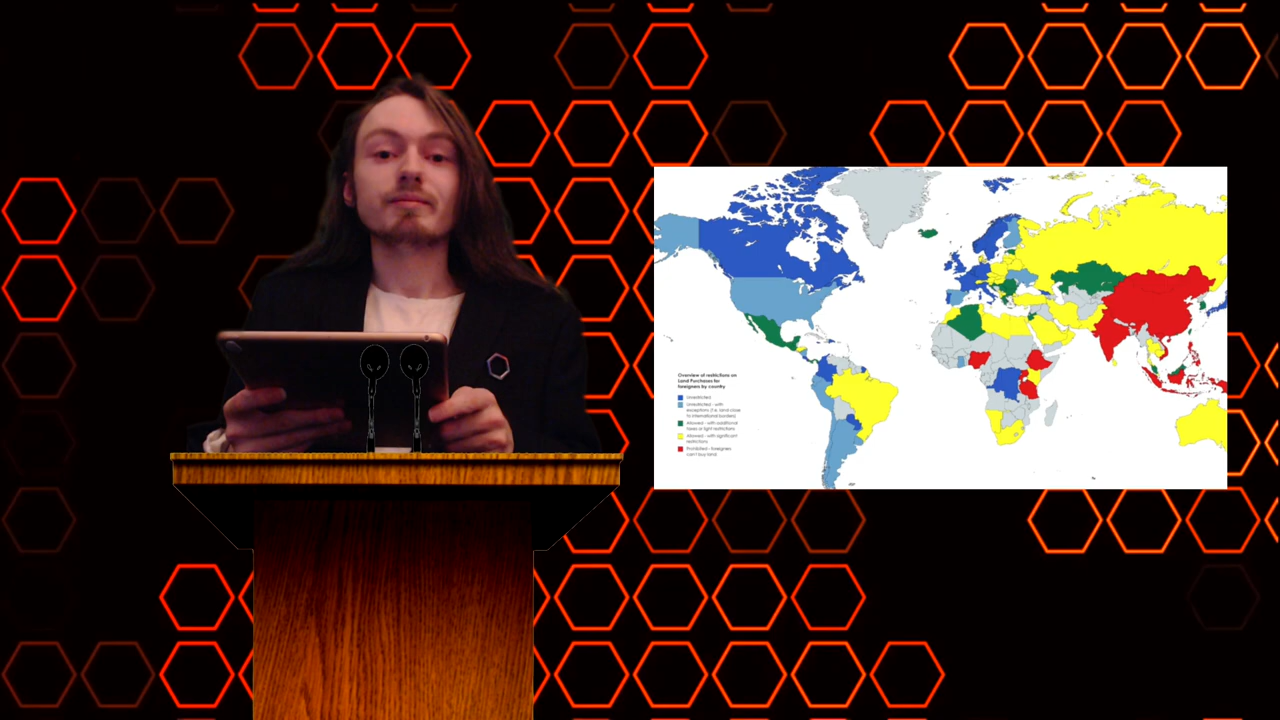 Overview of restrictions on
Land Purchases for
foreigners by country
Unrestricted
Unrestricted - with
exceptions (i.e. land close
to international borders)
Allowed - with additional
taxes or light restrictions
Allowed - with significant
restrictions
Prohibited - foreigners
can't buy land